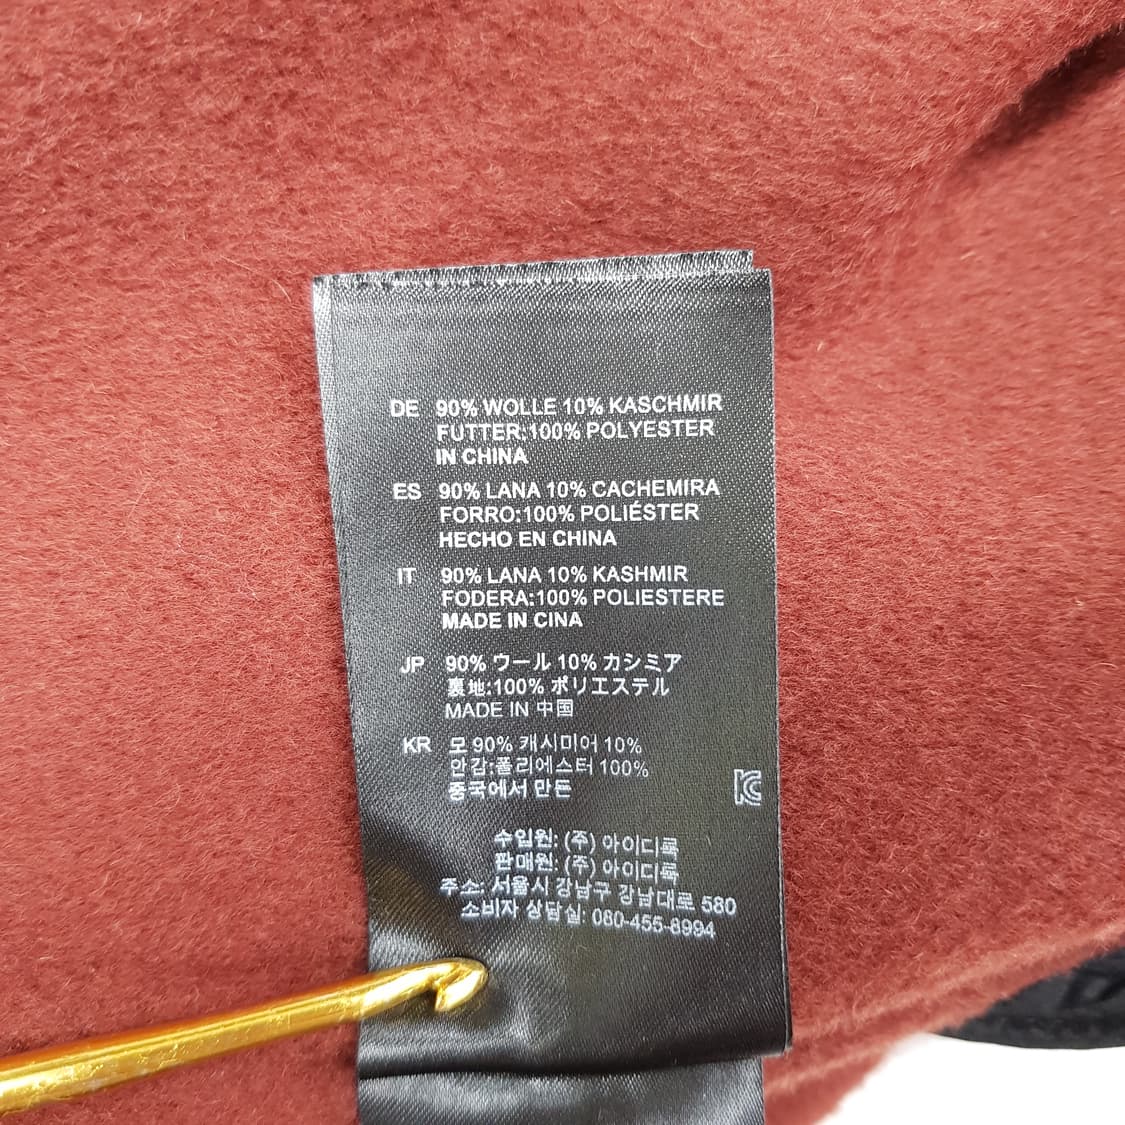 DE 90% WOLLE 10% KASCHMIR
FUTTER:100% POLYESTER
IN CHINA
ES 90% LANA 10% CACHEMIRA
FORRO:100% POLIÉSTER
HECHO EN CHINA
IT 90% LANA 10% KASHMIR
FODERA:100% POLIESTERE
MADE IN CINA
JP 90% ウール 10% カシミア
裏地:100% ポリエステル
MADE IN 中国
KR 모 90% 캐시미어 10%
안감:폴리에스터 100%
중국에서 만든
수입원: (주) 아이디룩
판매원: (주) 아이디룩
주소: 서울시 강남구 강남대로 580
소비자 상담실: 080-455-8994